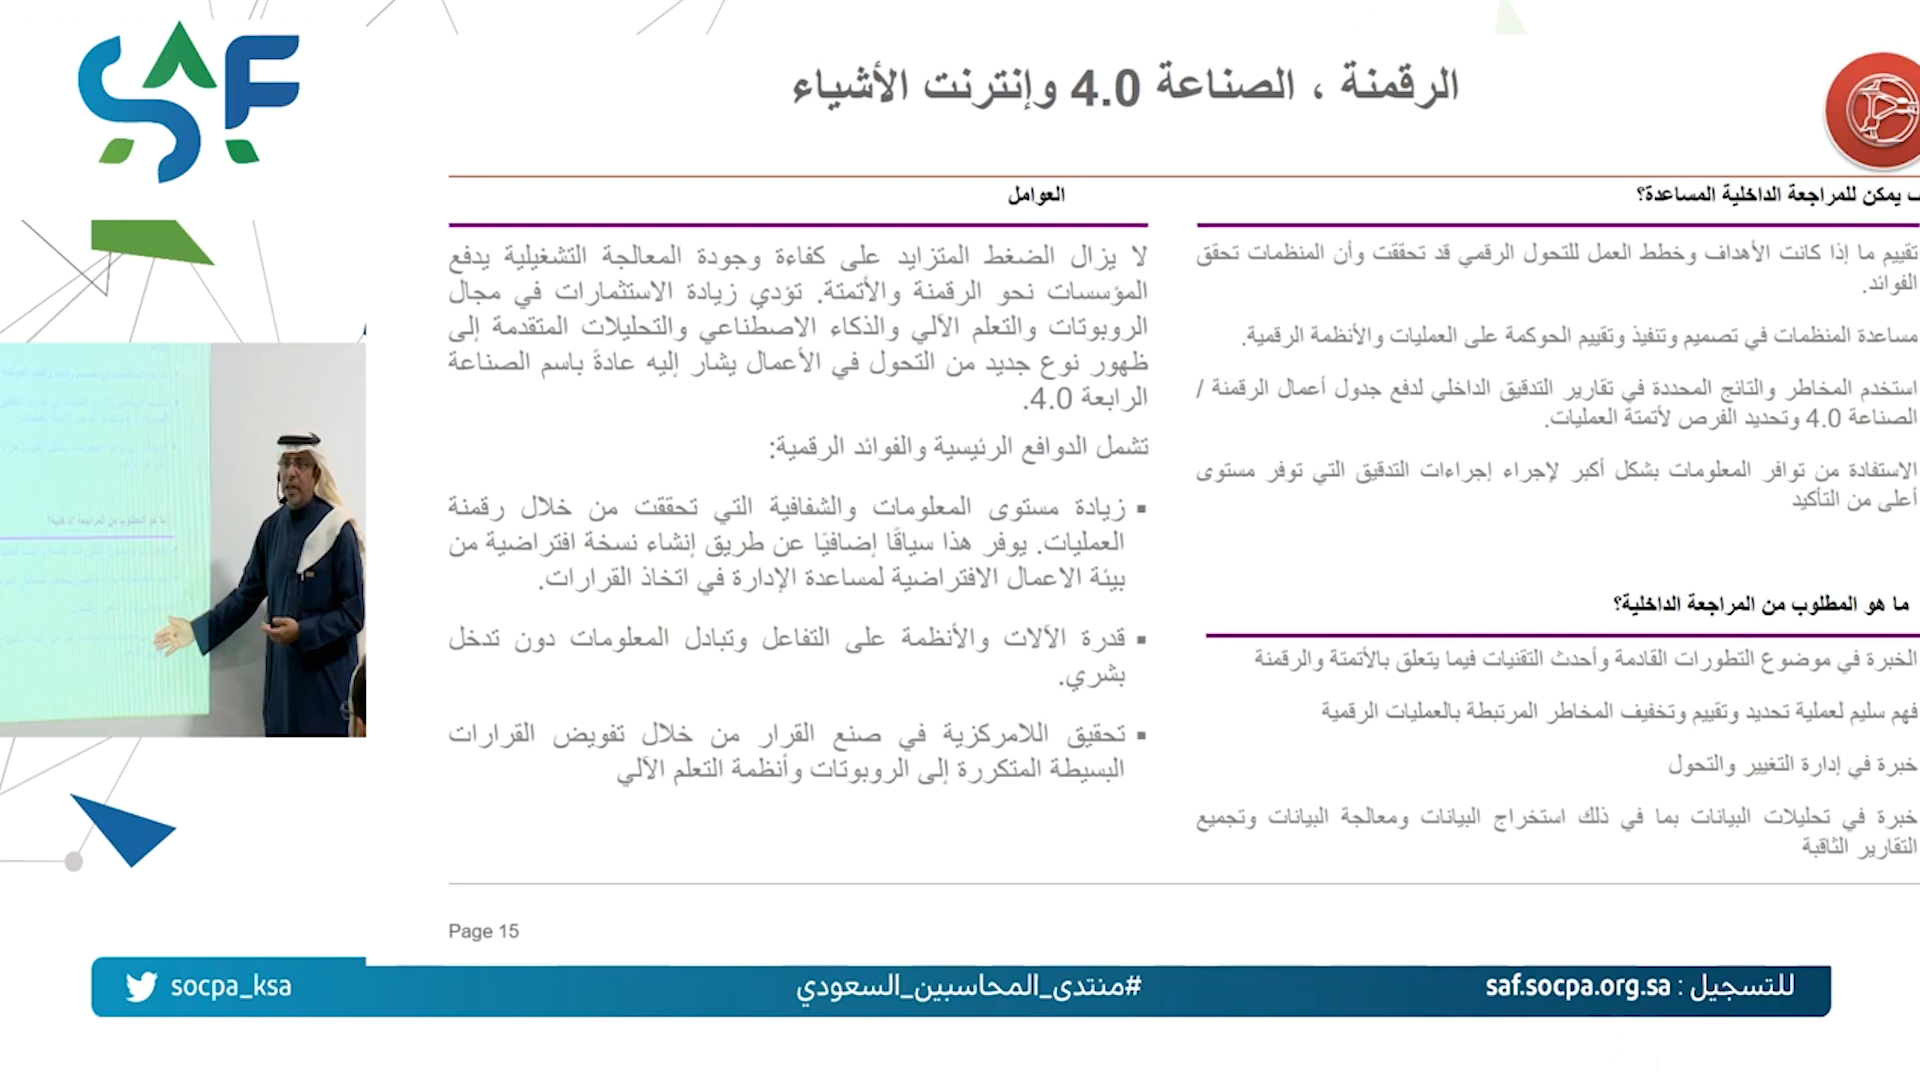 SAF
الرقمنة ، الصناعة 4.0 وإنترنت الأشياء
يمكن للمراجعة الداخلية المساعدة؟
تقييم ما إذا كانت الأهداف وخطط العمل للتحول الرقمي قد تحققت وأن المنظمات تحقق
الفوائد.
مساعدة المنظمات في تصميم وتنفيذ وتقييم الحوكمة على العمليات والأنظمة الرقمية.
استخدم المخاطر والتائج المحددة في تقارير التدقيق الداخلي لدفع جدول أعمال الرقمنة /
الصناعة 4.0 وتحديد الفرص لأتمتة العمليات.
الاستفادة من توافر المعلومات بشكل أكبر لإجراء إجراءات التدقيق التي توفر مستوى
أعلى من التأكيد
ما هو المطلوب من المراجعة الداخلية؟
الخبرة في موضوع التطورات القادمة وأحدث التقنيات فيما يتعلق بالأتمتة والرقمنة
فهم سليم لعملية تحديد وتقييم وتخفيف المخاطر المرتبطة بالعمليات الرقمية
خبرة في إدارة التغيير والتحول
خبرة في تحليلات البيانات بما في ذلك استخراج البيانات ومعالجة البيانات وتجميع
التقارير الثاقبة
العوامل
لا يزال الضغط المتزايد على كفاءة وجودة المعالجة التشغيلية يدفع
المؤسسات نحو الرقمنة والأتمتة. تؤدي زيادة الاستثمارات في مجال
الروبوتات والتعلم الآلي والذكاء الاصطناعي والتحليلات المتقدمة إلى
ظهور نوع جديد من التحول في الأعمال يشار إليه عادةً باسم الصناعة
الرابعة 4.0.
تشمل الدوافع الرئيسية والفوائد الرقمية:
▪ زيادة مستوى المعلومات والشفافية التي تحققت من خلال رقمنة
العمليات. يوفر هذا سياقًا إضافيًا عن طريق إنشاء نسخة افتراضية من
بيئة الاعمال الافتراضية لمساعدة الإدارة في اتخاذ القرارات.
▪ قدرة الآلات والأنظمة على التفاعل وتبادل المعلومات دون تدخل
بشري.
▪ تحقيق اللامركزية في صنع القرار من خلال تفويض القرارات
البسيطة المتكررة إلى الروبوتات وأنظمة التعلم الآلي
ما هو المطلوب من المراجعة الداخلية؟
Page 15
للتسجيل : saf.socpa.org.sa
#منتدى_المحاسبين_السعودي
socpa_ksa